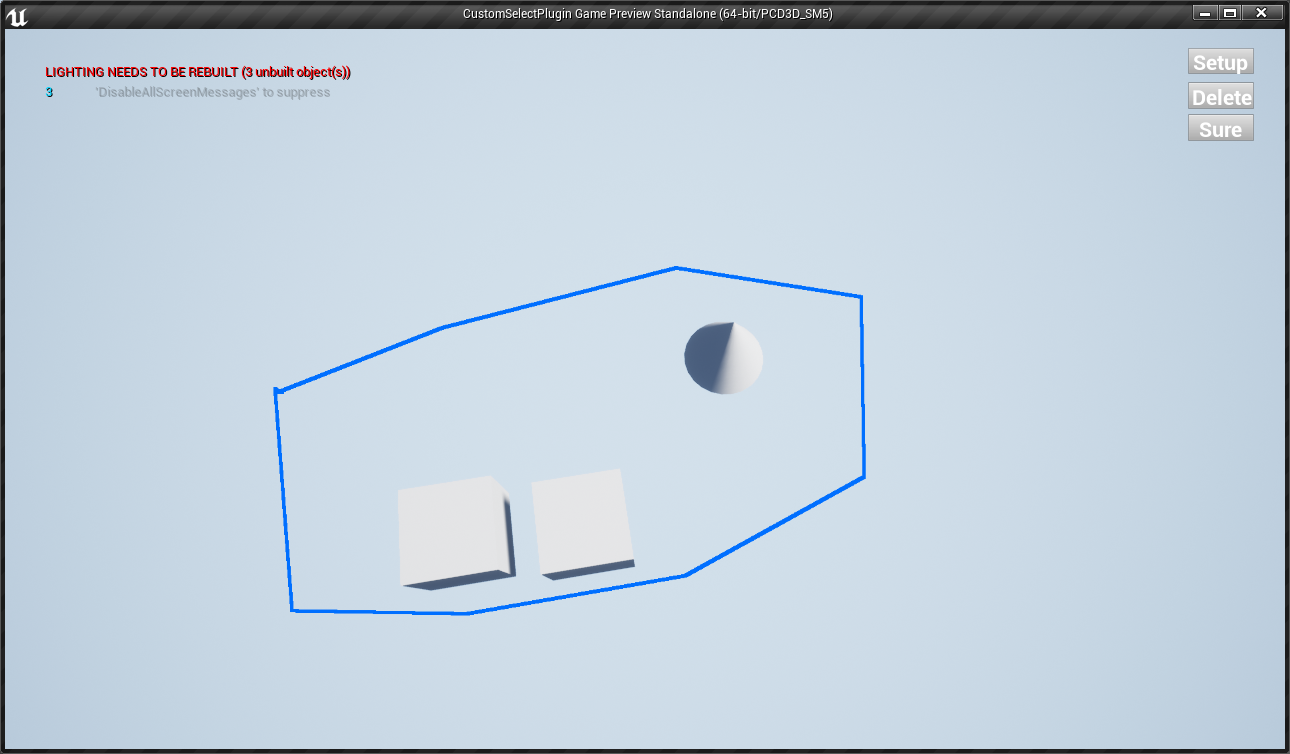 CustomSelectPlugin Game Preview Standalone (64-bit/PCD3D_SM5)
LIGHTING NEEDS TO BE REBUILT (3 unbuilt object(s))
3 'DisableAllScreenMessages' to suppress
Setup
Delete
Sure